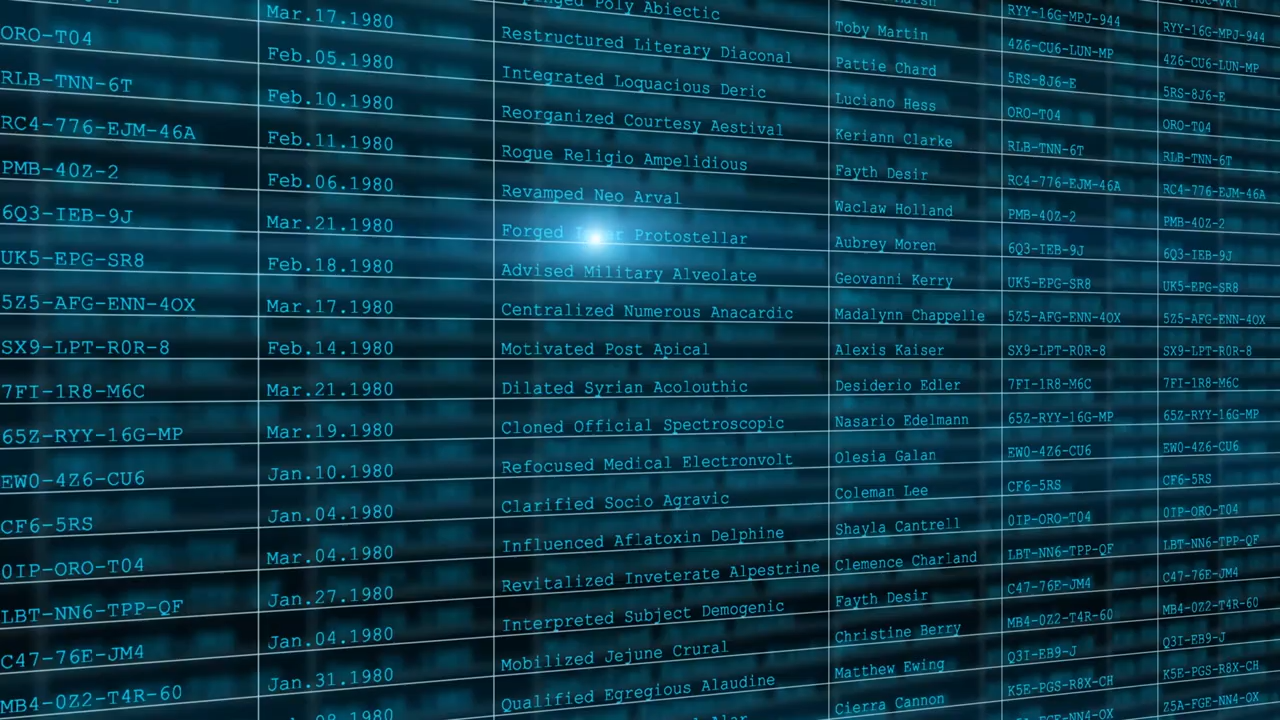 RYY-16G-MPJ-944 RYY-16G-MPJ-944
Poly Abiectic Toby Martin 4Z6-CU6-LUN-MP 4Z6-CU6-LUN-MP
Mar.17.1980 Restructured Literary Diaconal Pattie Chard 5RS-8J6-E 5RS-8J6-E
ORO-T04 Feb.05.1980 Integrated Loquacious Deric Luciano Hess ORO-T04 ORO-T04
RLB-TNN-6T Feb.10.1980 Reorganized Courtesy Aestival Keriann Clarke RLB-TNN-6T RLB-TNN-6T
RC4-776-EJM-46A Feb.11.1980 Rogue Religio Ampelidious Fayth Desir RC4-776-EJM-46A RC4-776-EJM-46A
PMB-40Z-2 Feb.06.1980 Revamped Neo Arval Waclaw Holland PMB-40Z-2 PMB-40Z-2
6Q3-IEB-9J Mar.21.1980 Forged Protostellar Aubrey Moren 6Q3-IEB-9J 6Q3-IEB-9J
UK5-EPG-SR8 Feb.18.1980 Advised Military Alveolate Geovanni Kerry UK5-EPG-SR8 UK5-EPG-SR8
5Z5-AFG-ENN-4OX Mar.17.1980 Centralized Numerous Anacardic Madalynn Chappelle 5Z5-AFG-ENN-4OX 5Z5-AFG-ENN-4OX
SX9-LPT-R0R-8 Feb.14.1980 Motivated Post Apical Alexis Kaiser SX9-LPT-R0R-8 SX9-LPT-R0R-8
7FI-1R8-M6C Mar.21.1980 Dilated Syrian Acolouthic Desiderio Edler 7FI-1R8-M6C 7FI-1R8-M6C
65Z-RYY-16G-MP Mar.19.1980 Cloned Official Spectroscopic Nasario Edelmann 65Z-RYY-16G-MP 65Z-RYY-16G-MP
EW0-4Z6-CU6 Jan.10.1980 Refocused Medical Electronvolt Olesia Galan EW0-4Z6-CU6 EW0-4Z6-CU6
CF6-5RS Jan.04.1980 Clarified Socio Agravic Coleman Lee CF6-5RS CF6-5RS
0IP-ORO-T04 Mar.04.1980 Influenced Aflatoxin Delphine Shayla Cantrell 0IP-ORO-T04 0IP-ORO-T04
LBT-NN6-TPP-QF Jan.27.1980 Revitalized Inveterate Alpestrine Clemence Charland LBT-NN6-TPP-QF LBT-NN6-TPP-QF
C47-76E-JM4 Jan.04.1980 Interpreted Subject Demogenic Fayth Desir C47-76E-JM4 C47-76E-JM4
MB4-0Z2-T4R-60 Jan.31.1980 Mobilized Jejune Crural Christine Berry MB4-0Z2-T4R-60 MB4-0Z2-T4R-60
Qualified Egregious Alaudine Matthew Ewing Q3I-EB9-J Q3I-EB9-J
Cierra Cannon K5E-PGS-R8X-CH K5E-PGS-R8X-CH
Z5A-FGE-NN4-OX